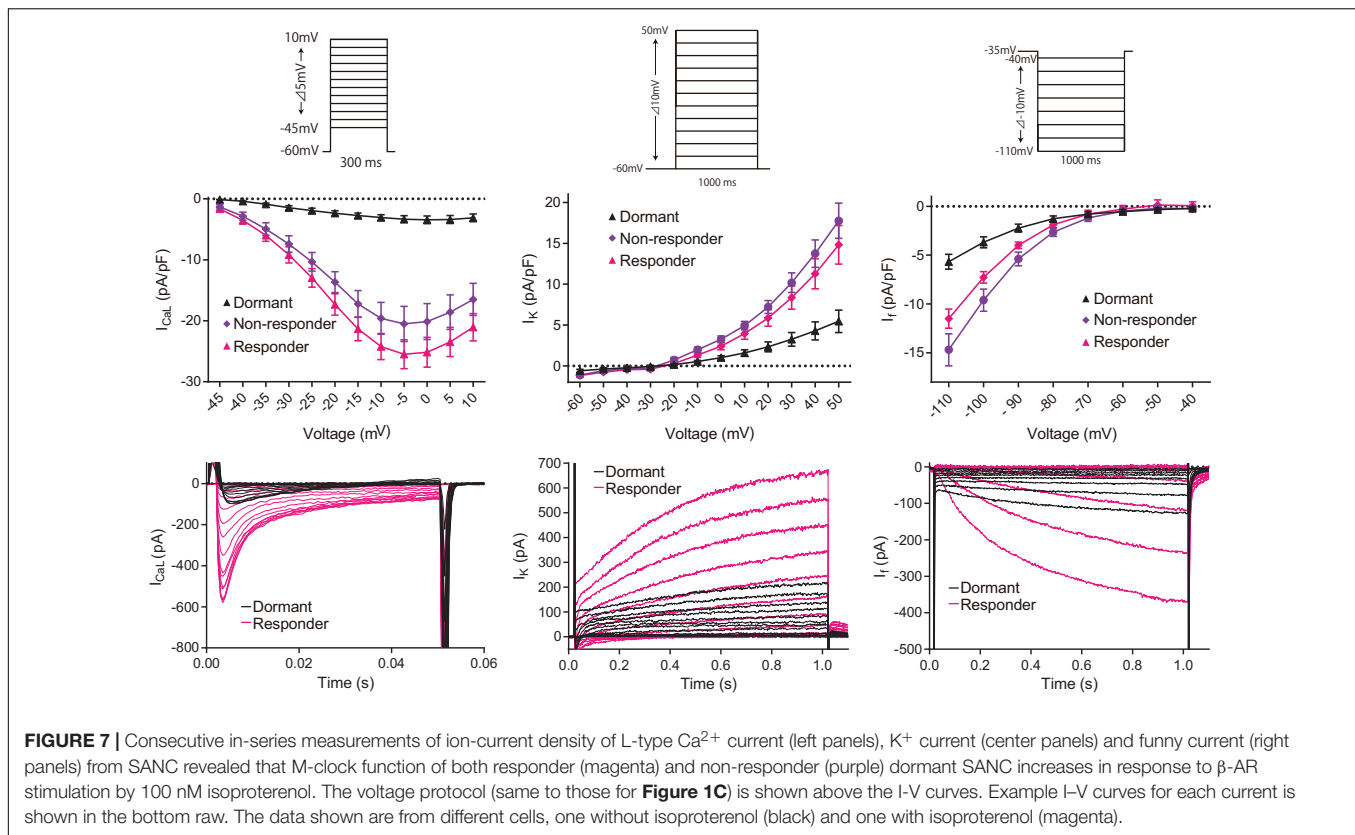 10mV
⊿5mV
-45mV
-60mV
300 ms
50mV
⊿10mV
-60mV
1000 ms
-35mV
-40mV
⊿-10mV
-110mV
1000 ms
0
-10
-20
-30
I_CaL (pA/pF)
Dormant
Non-responder
Responder
-45 -40 -35 -30 -25 -20 -15 -10 -5 0 5 10
Voltage (mV)
20
15
10
5
0
I_K (pA/pF)
Dormant
Non-responder
Responder
-60 -50 -40 -30 -20 -10 0 10 20 30 40 50
Voltage (mV)
0
-5
-10
-15
I_f (pA/pF)
Dormant
Non-responder
Responder
-110 -100 -90 -80 -70 -60 -50 -40
Voltage (mV)
0
-200
-400
-600
-800
I_CaL (pA)
Dormant
Responder
0.00 0.02 0.04 0.06
Time (s)
700
600
500
400
300
200
100
0
I_K (pA)
Dormant
Responder
0.0 0.2 0.4 0.6 0.8 1.0
Time (s)
0
-100
-200
-300
-400
-500
I_f (pA)
Dormant
Responder
0.0 0.2 0.4 0.6 0.8 1.0
Time (s)
FIGURE 7 | Consecutive in-series measurements of ion-current density of L-type Ca²⁺ current (left panels), K⁺ current (center panels) and funny current (right
panels) from SANC revealed that M-clock function of both responder (magenta) and non-responder (purple) dormant SANC increases in response to β-AR
stimulation by 100 nM isoproterenol. The voltage protocol (same to those for Figure 1C) is shown above the I-V curves. Example I–V curves for each current is
shown in the bottom raw. The data shown are from different cells, one without isoproterenol (black) and one with isoproterenol (magenta).